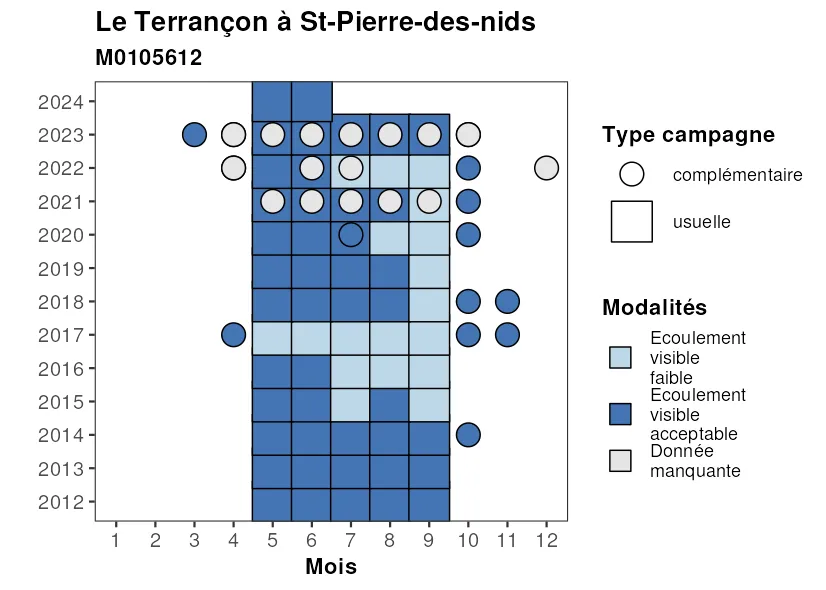 Le Terrançon à St-Pierre-des-nids
M0105612
2024
2023
2022
2021
2020
2019
2018
2017
2016
2015
2014
2013
2012
1 2 3 4 5 6 7 8 9 10 11 12
Mois
Type campagne
complémentaire
usuelle
Modalités
Ecoulement
visible
faible
Ecoulement
visible
acceptable
Donnée
manquante